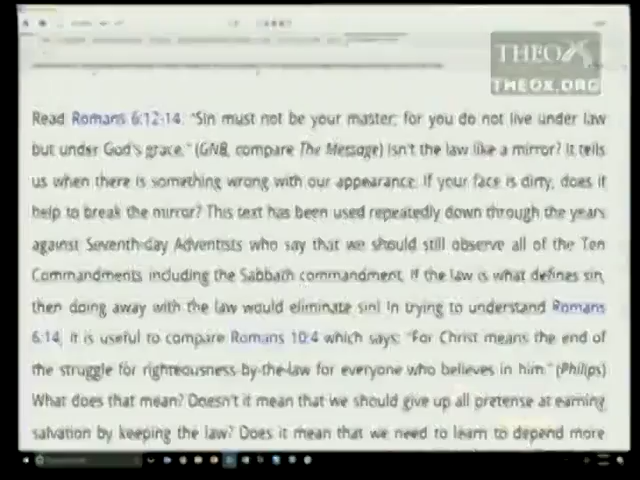 THEOX
THEOX.ORG
Read Romans 6:12-14. "Sin must not be your master; for you do not live under law
but under God's grace." (GNB, compare The Message) Isn't the law like a mirror? It tells
us when there is something wrong with our appearance. If your face is dirty, does it
help to break the mirror? This text has been used repeatedly down through the years
against Seventh-day Adventists who say that we should still observe all of the Ten
Commandments including the Sabbath commandment. If the law is what defines sin,
then doing away with the law would eliminate sin! In trying to understand Romans
6:14, it is useful to compare Romans 10:4 which says: "For Christ means the end of
the struggle for righteousness-by-the-law for everyone who believes in him." (Philips)
What does that mean? Doesn't it mean that we should give up all pretense at earning
salvation by keeping the law? Does it mean that we need to learn to depend more